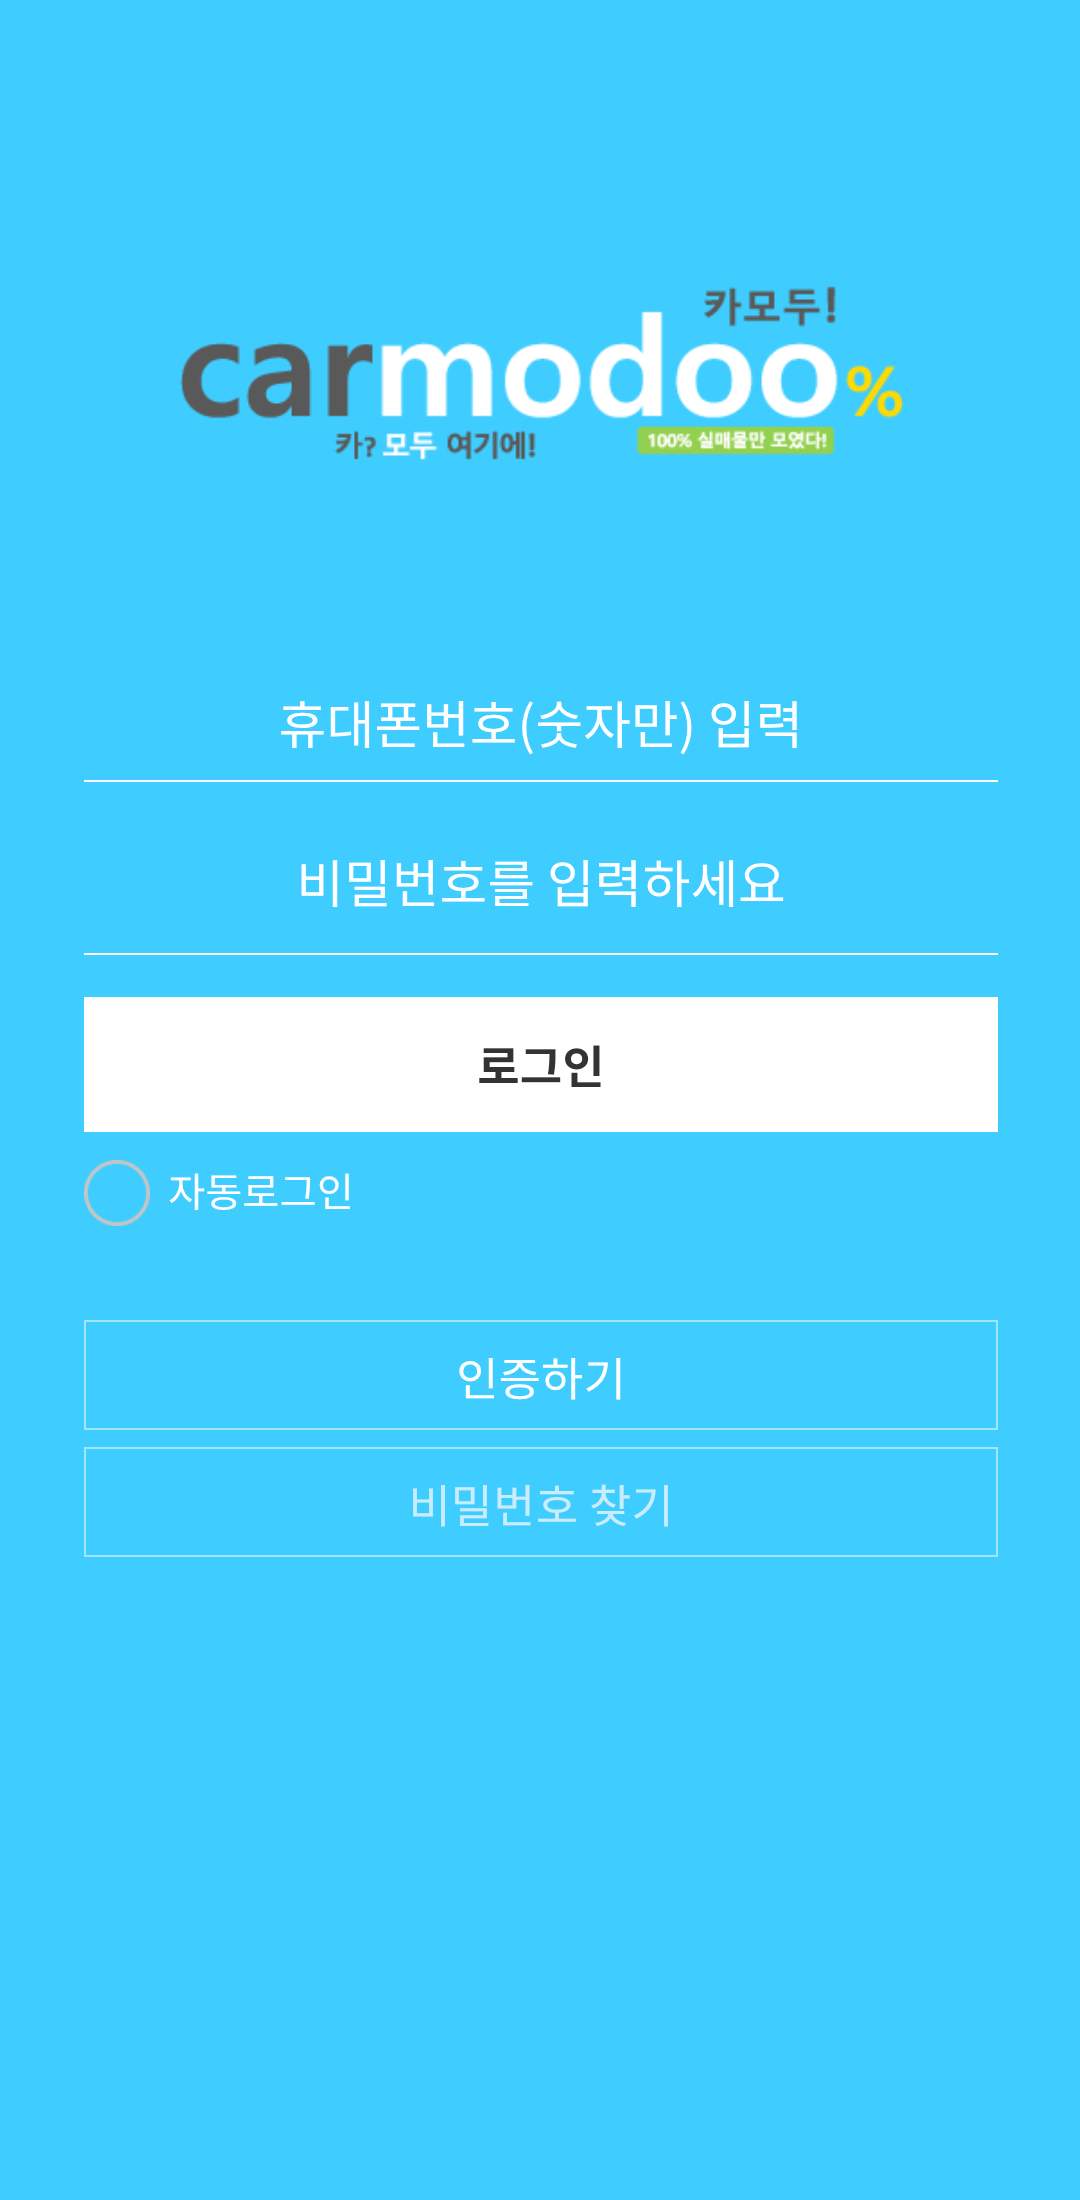 카모두!
carmodoo%
카? 모두 여기에!
100% 실매물만 모였다!
휴대폰번호(숫자만) 입력
비밀번호를 입력하세요
로그인
자동로그인
인증하기
비밀번호 찾기